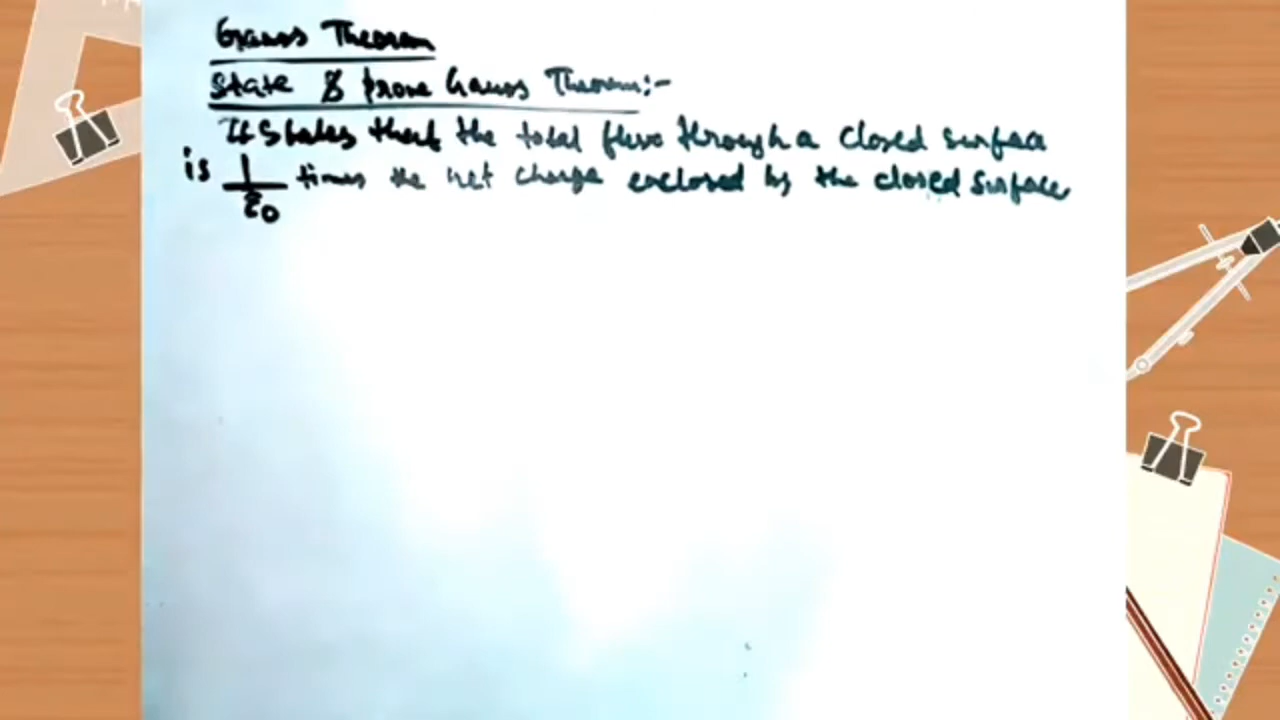 Gauss Theorem
State & prove Gauss Theorem:-
It States that the total flux through a closed surface
is 1/ε0 times the net charge enclosed by the closed surface